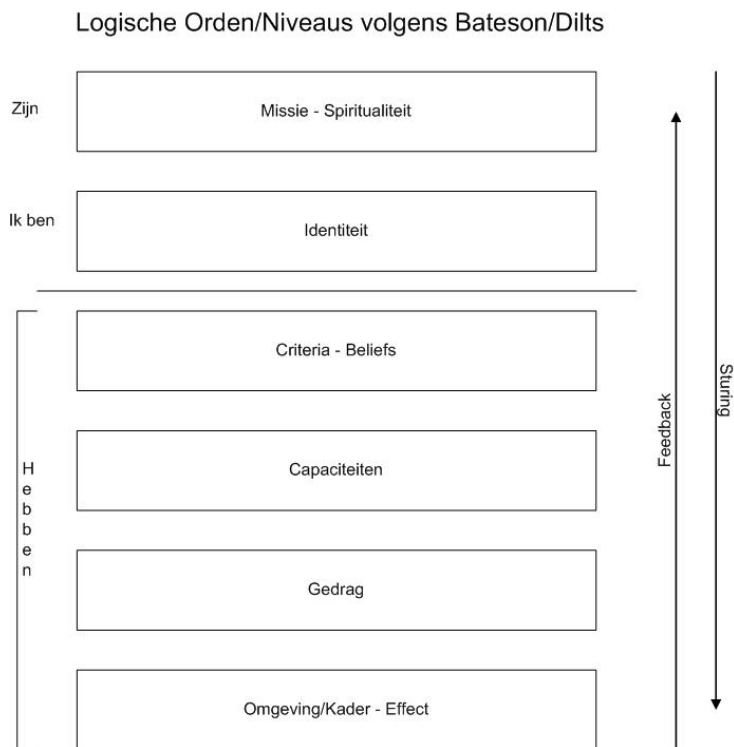 Logische Orden/Niveaus volgens Bateson/Dilts
Zijn
Missie - Spiritualiteit
Ik ben
Identiteit
Criteria - Beliefs
Hebben
Capaciteiten
Gedrag
Omgeving/Kader - Effect
Feedback
Sturing